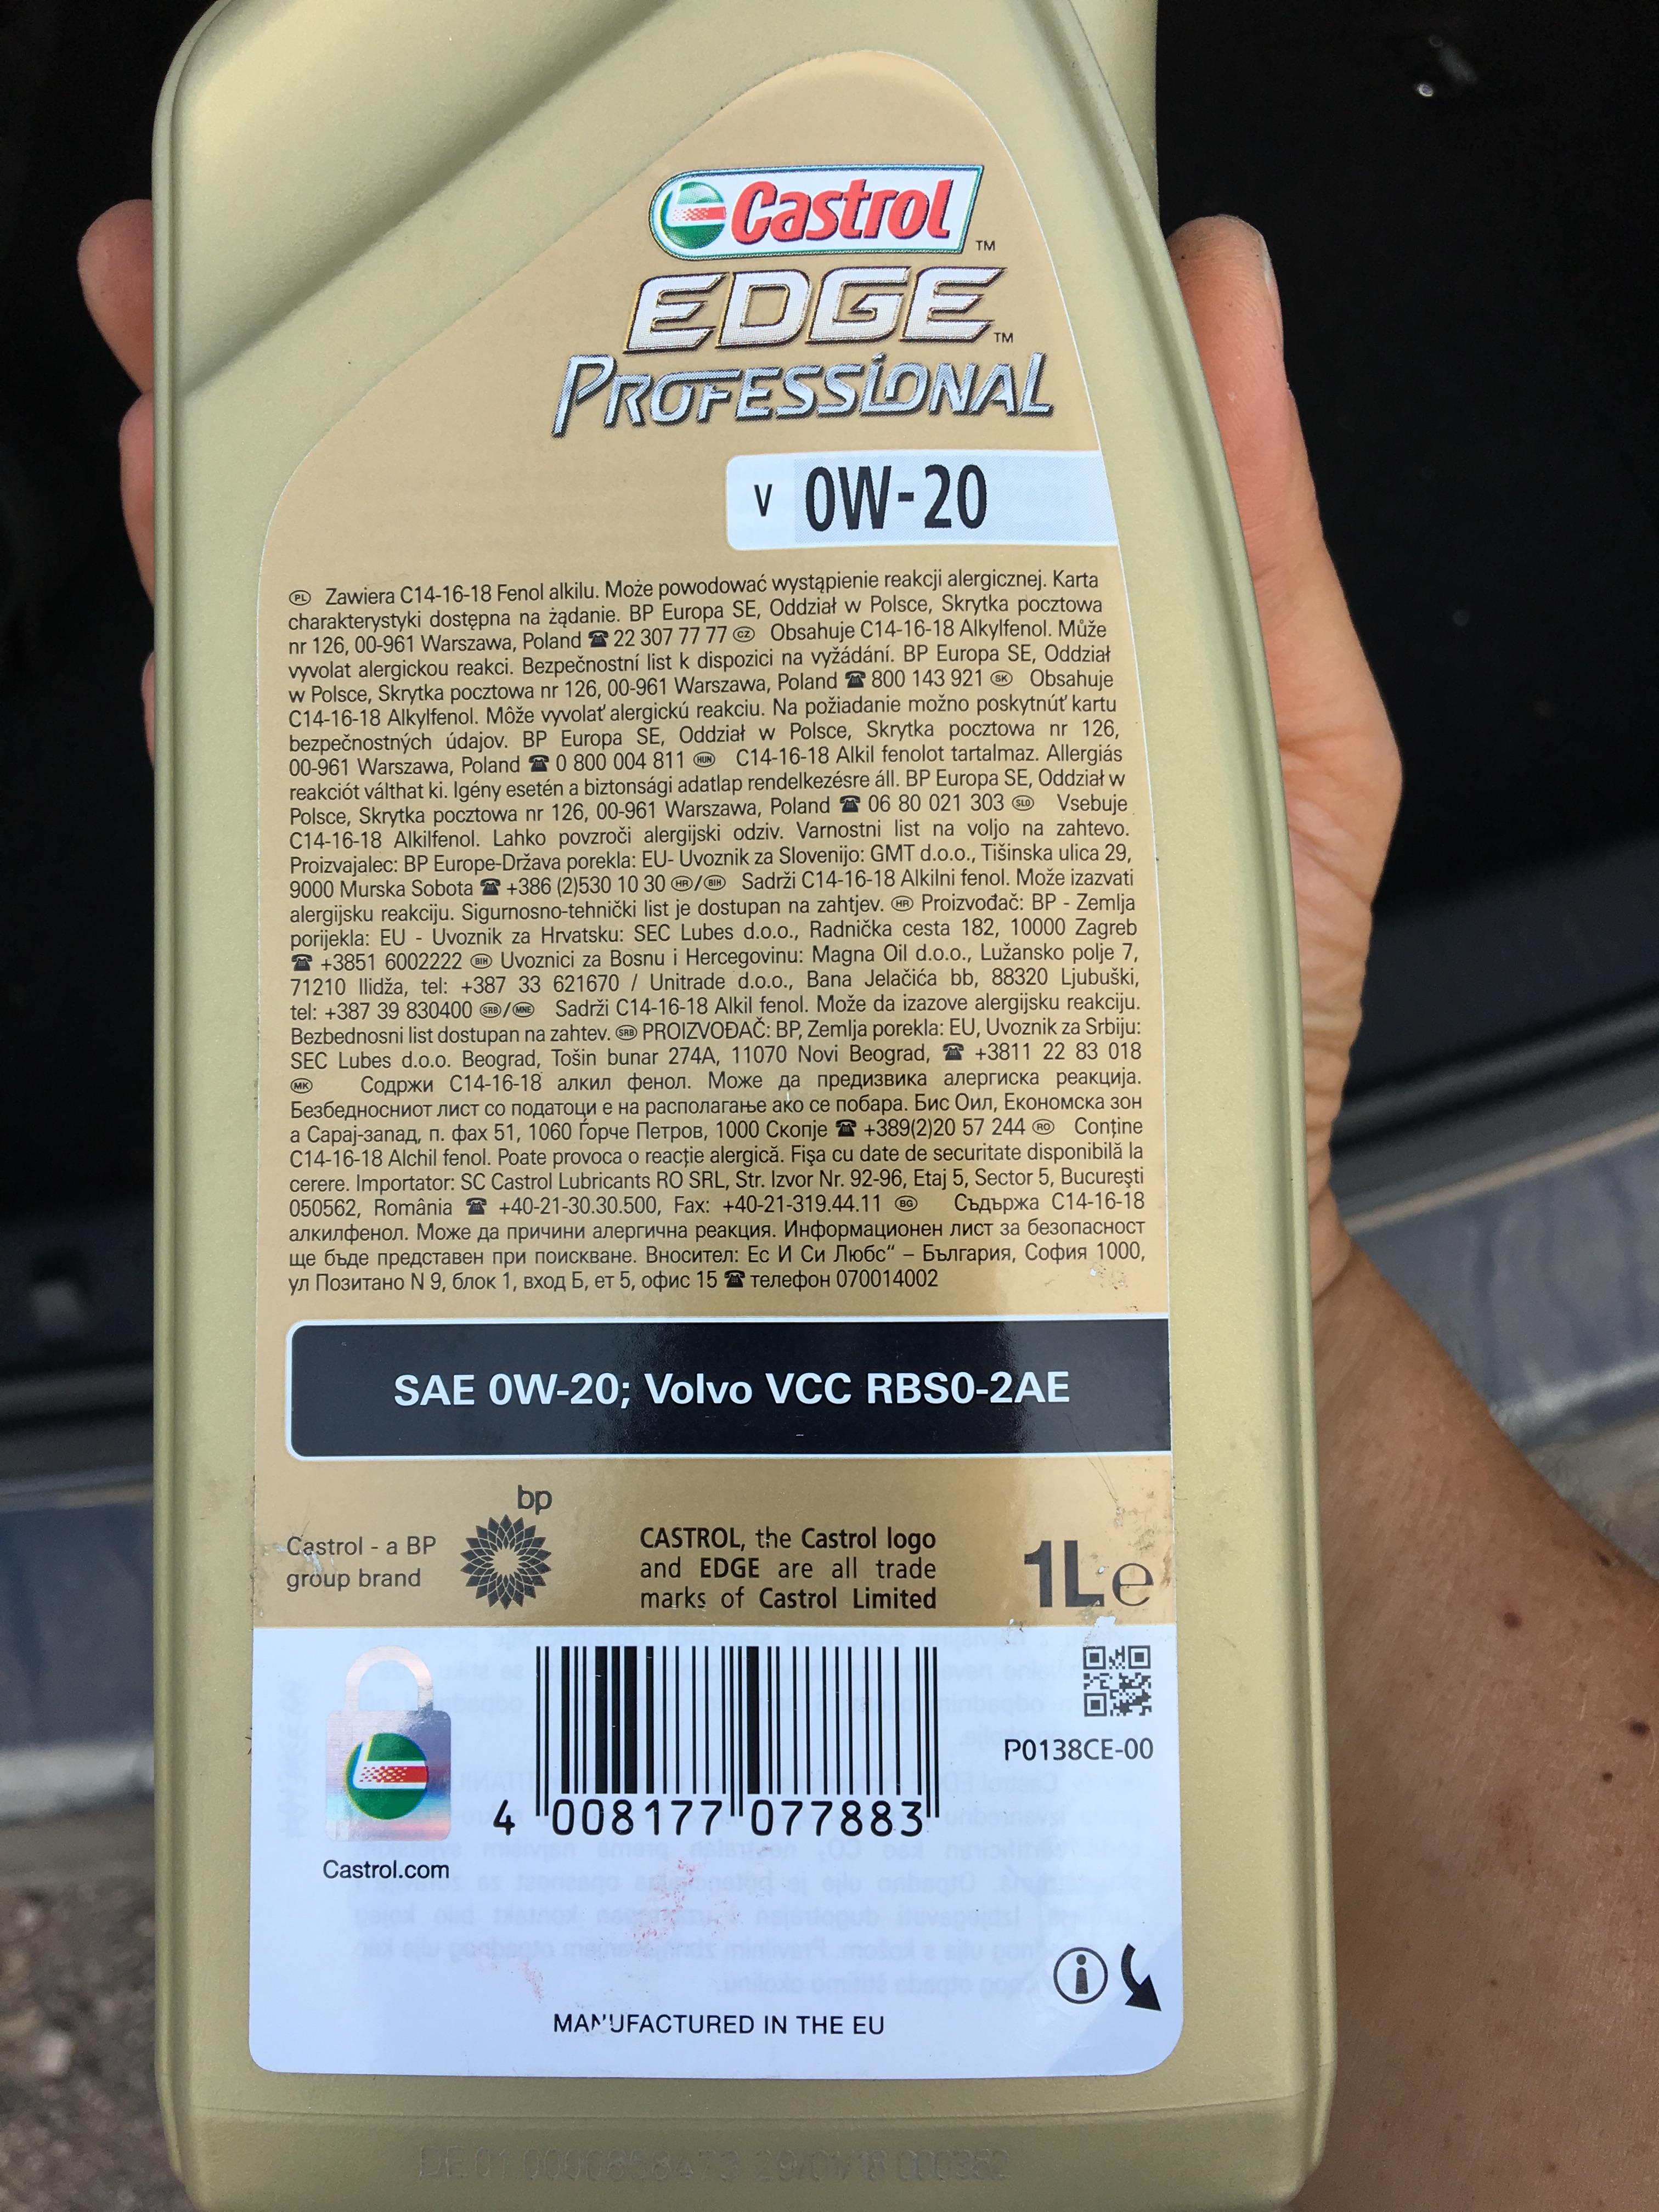 Castrol TM
EDGE TM
PROFESSIONAL
V 0W-20
PL Zawiera C14-16-18 Fenol alkilu. Może powodować wystąpienie reakcji alergicznej. Karta
charakterystyki dostępna na żądanie. BP Europa SE, Oddział w Polsce, Skrytka pocztowa
nr 126, 00-961 Warszawa, Poland ☎ 22 307 77 77 CZ Obsahuje C14-16-18 Alkylfenol. Může
vyvolat alergickou reakci. Bezpečnostní list k dispozici na vyžádání. BP Europa SE, Oddział
w Polsce, Skrytka pocztowa nr 126, 00-961 Warszawa, Poland ☎ 800 143 921 SK Obsahuje
C14-16-18 Alkylfenol. Môže vyvolať alergickú reakciu. Na požiadanie možno poskytnúť kartu
bezpečnostných údajov. BP Europa SE, Oddział w Polsce, Skrytka pocztowa nr 126,
00-961 Warszawa, Poland ☎ 0 800 004 811 HUN C14-16-18 Alkil fenolot tartalmaz. Allergiás
reakciót válthat ki. Igény esetén a biztonsági adatlap rendelkezésre áll. BP Europa SE, Oddział w
Polsce, Skrytka pocztowa nr 126, 00-961 Warszawa, Poland ☎ 06 80 021 303 SLO Vsebuje
C14-16-18 Alkilfenol. Lahko povzroči alergijski odziv. Varnostni list na voljo na zahtevo.
Proizvajalec: BP Europe-Država porekla: EU- Uvoznik za Slovenijo: GMT d.o.o., Tišinska ulica 29,
9000 Murska Sobota ☎ +386 (2)530 10 30 HR/BIH Sadrži C14-16-18 Alkilni fenol. Može izazvati
alergijsku reakciju. Sigurnosno-tehnički list je dostupan na zahtjev. HR Proizvođač: BP - Zemlja
porijekla: EU - Uvoznik za Hrvatsku: SEC Lubes d.o.o., Radnička cesta 182, 10000 Zagreb
☎ +3851 6002222 BIH Uvoznici za Bosnu i Hercegovinu: Magna Oil d.o.o., Lužansko polje 7,
71210 Ilidža, tel: +387 33 621670 / Unitrade d.o.o., Bana Jelačića bb, 88320 Ljubuški,
tel: +387 39 830400 SRB/MNE Sadrži C14-16-18 Alkil fenol. Može da izazove alergijsku reakciju.
Bezbednosni list dostupan na zahtev. SRB PROIZVOĐAČ: BP, Zemlja porekla: EU, Uvoznik za Srbiju:
SEC Lubes d.o.o. Beograd, Tošin bunar 274A, 11070 Novi Beograd, ☎ +3811 22 83 018
MK Содржи C14-16-18 алкил фенол. Може да предизвика алергиска реакција.
Безбедносниот лист со податоци е на располагање ако се побара. Бис Оил, Економска зон
а Сарај-запад, п. фах 51, 1060 Ѓорче Петров, 1000 Скопје ☎ +389(2)20 57 244 RO Conține
C14-16-18 Alchil fenol. Poate provoca o reacție alergică. Fişa cu date de securitate disponibilă la
cerere. Importator: SC Castrol Lubricants RO SRL, Str. Izvor Nr. 92-96, Etaj 5, Sector 5, Bucureşti
050562, România ☎ +40-21-30.30.500, Fax: +40-21-319.44.11 BG Съдържа C14-16-18
алкилфенол. Може да причини алергична реакция. Информационен лист за безопасност
ще бъде представен при поискване. Вносител: Ес И Си Любс“ – България, София 1000,
ул Позитано N 9, блок 1, вход Б, ет 5, офис 15 ☎ телефон 070014002
SAE 0W-20; Volvo VCC RBS0-2AE
bp
Castrol - a BP
group brand
CASTROL, the Castrol logo
and EDGE are all trade
marks of Castrol Limited
1L e
P0138CE-00
4 008177 077883
Castrol.com
MANUFACTURED IN THE EU
DE 01